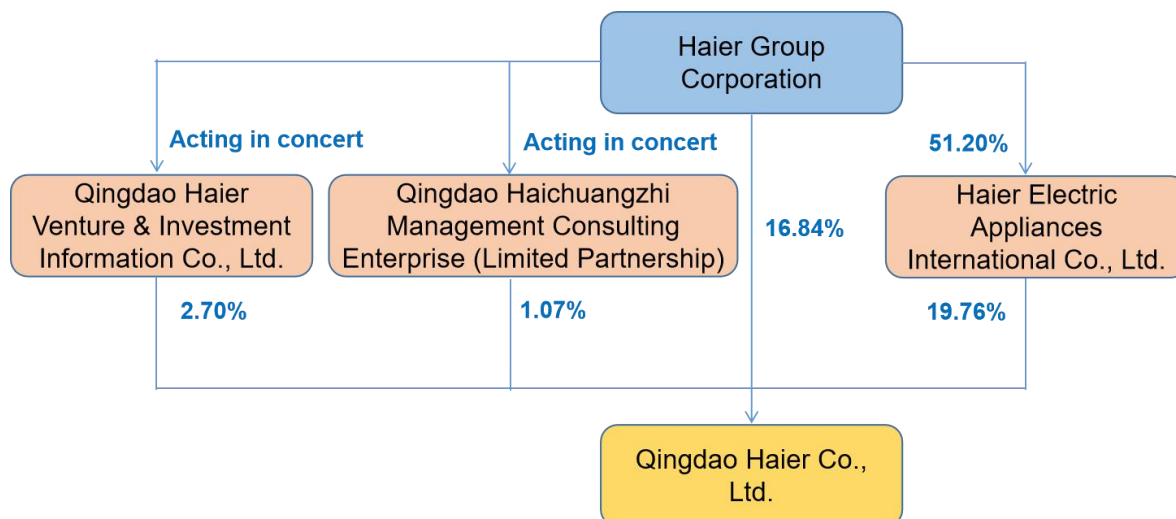 Haier Group
Corporation
Acting in concert
Acting in concert
51.20%
Qingdao Haier
Venture & Investment
Information Co., Ltd.
Qingdao Haichuangzhi
Management Consulting
Enterprise (Limited Partnership)
16.84%
Haier Electric
Appliances
International Co., Ltd.
2.70%
1.07%
19.76%
Qingdao Haier Co.,
Ltd.